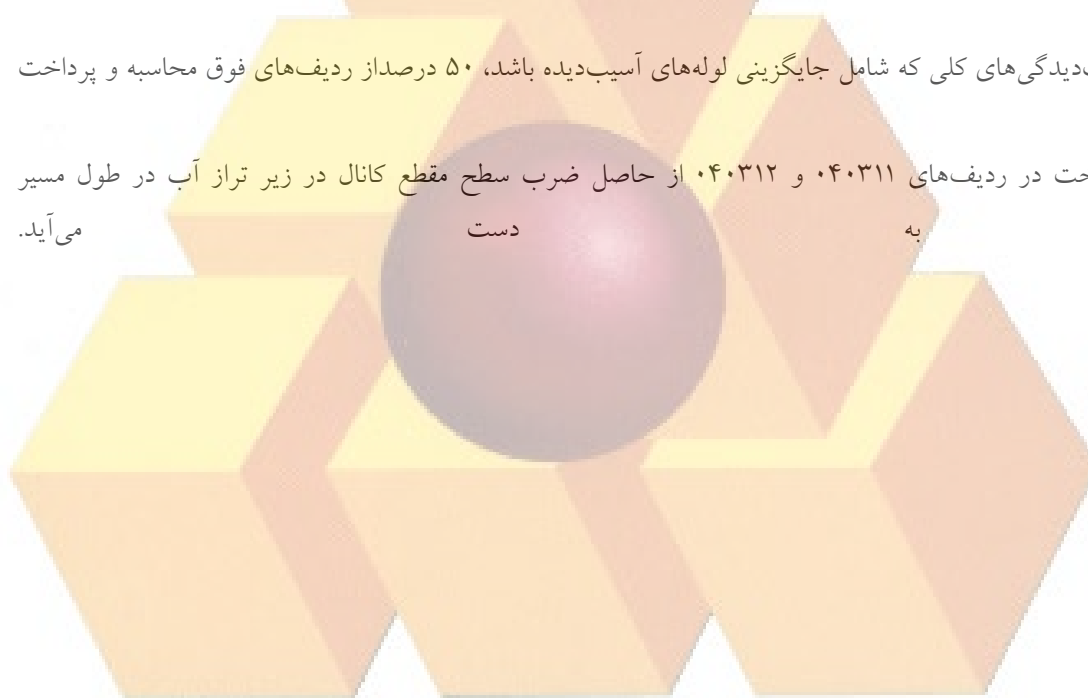 دیدگی‌های کلی که شامل جایگزینی لوله‌های آسیب‌دیده باشد، ۵۰ درصداز ردیف‌های فوق محاسبه و پرداخت
در ردیف‌های ۰۴۰۳۱۱ و ۰۴۰۳۱۲ از حاصل ضرب سطح مقطع کانال در زیر تراز آب در طول مسیر
به دست می‌آید.